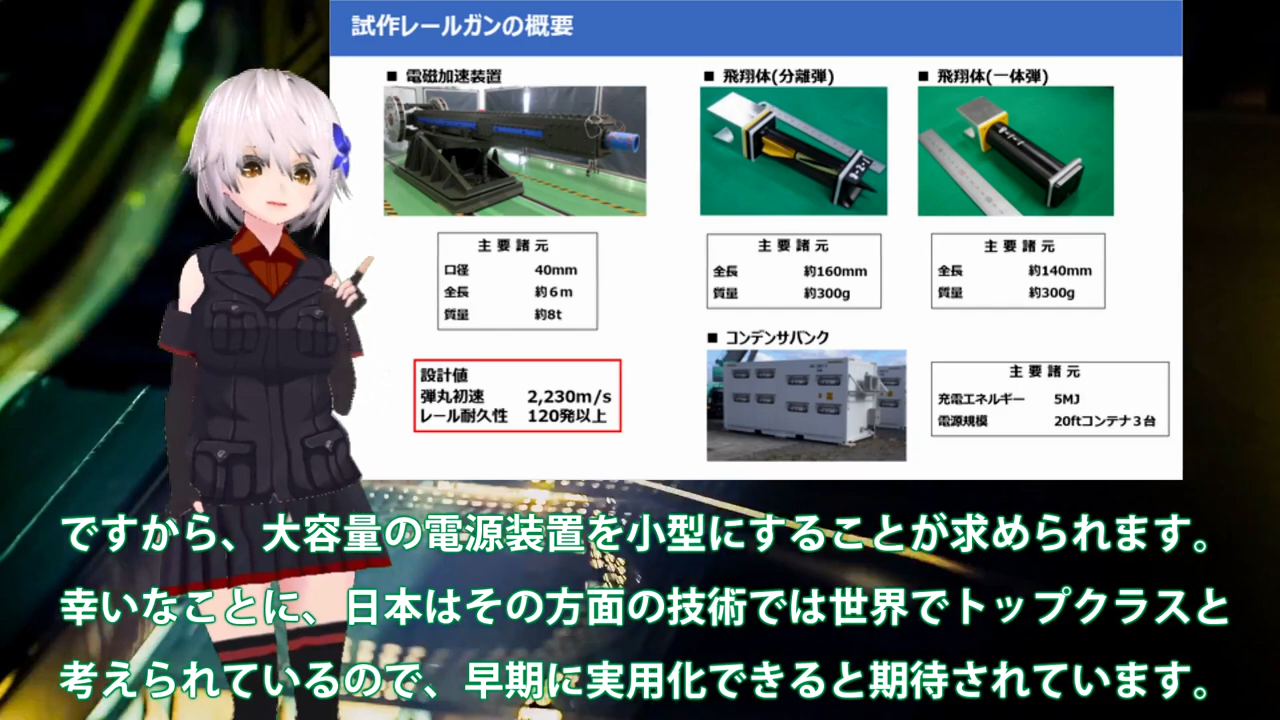 試作レールガンの概要
■ 電磁加速装置
■ 飛翔体(分離弾)
■ 飛翔体(一体弾)
主要諸元
口径 40mm
全長 約6m
質量 約8t
主要諸元
全長 約160mm
質量 約300g
主要諸元
全長 約140mm
質量 約300g
設計値
弾丸初速 2,230m/s
レール耐久性 120発以上
■ コンデンサバンク
主要諸元
充電エネルギー 5MJ
電源規模 20ftコンテナ3台
ですから、大容量の電源装置を小型にすることが求められます。
幸いなことに、日本はその方面の技術では世界でトップクラスと
考えられているので、早期に実用化できると期待されています。